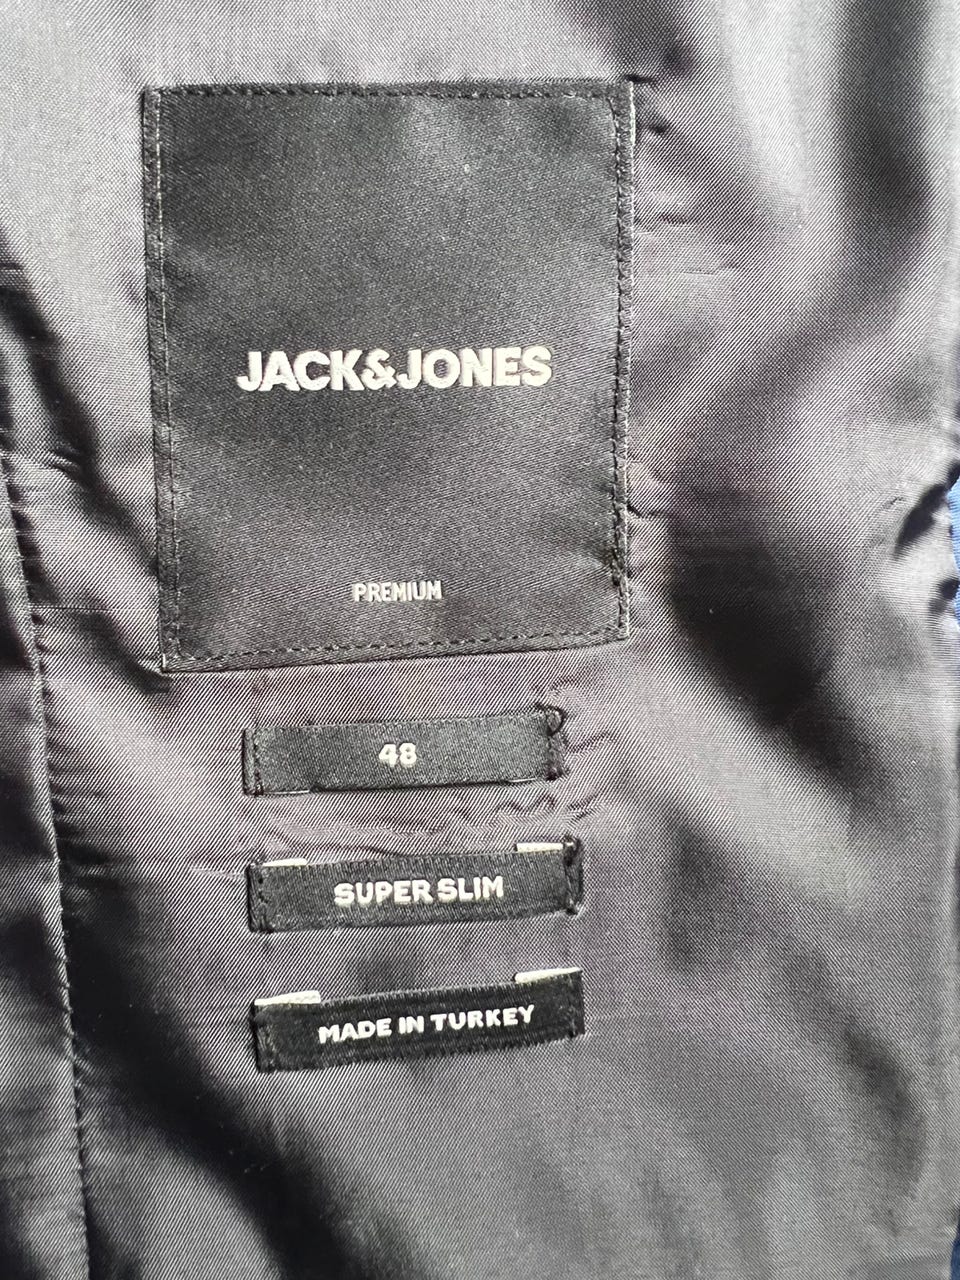 JACK&JONES
PREMIUM
48
SUPER SLIM
MADE IN TURKEY